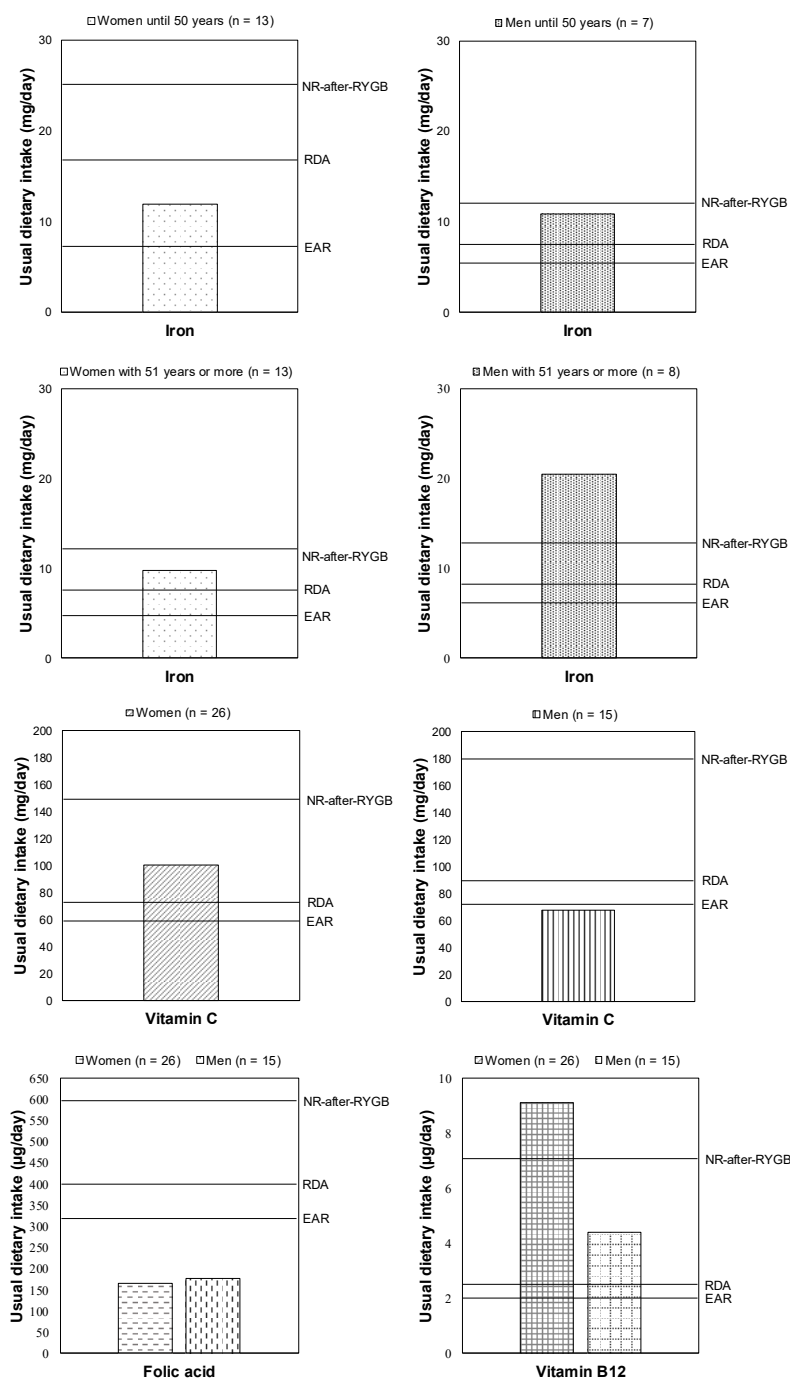 Women until 50 years (n = 13)
Usual dietary intake (mg/day)
30
20
10
0
NR-after-RYGB
RDA
EAR
Iron
Men until 50 years (n = 7)
Usual dietary intake (mg/day)
30
20
10
0
NR-after-RYGB
RDA
EAR
Iron
Women with 51 years or more (n = 13)
Usual dietary intake (mg/day)
30
20
10
0
NR-after-RYGB
RDA
EAR
Iron
Men with 51 years or more (n = 8)
Usual dietary intake (mg/day)
30
20
10
0
NR-after-RYGB
RDA
EAR
Iron
Women (n = 26)
Usual dietary intake (mg/day)
200
180
160
140
120
100
80
60
40
20
0
NR-after-RYGB
RDA
EAR
Vitamin C
Men (n = 15)
Usual dietary intake (mg/day)
200
180
160
140
120
100
80
60
40
20
0
NR-after-RYGB
RDA
EAR
Vitamin C
Women (n = 26) Men (n = 15)
Usual dietary intake (µg/day)
650
600
550
500
450
400
350
300
250
200
150
100
50
0
NR-after-RYGB
RDA
EAR
Folic acid
Women (n = 26) Men (n = 15)
Usual dietary intake (µg/day)
10
8
6
4
2
0
NR-after-RYGB
RDA
EAR
Vitamin B12